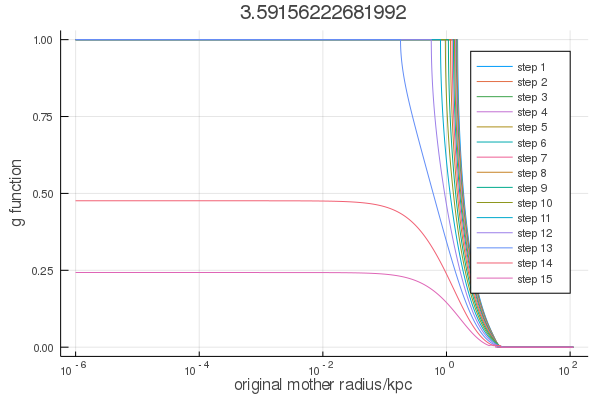 3.59156222681992
g function
1.00
0.75
0.50
0.25
0.00
step 1
step 2
step 3
step 4
step 5
step 6
step 7
step 8
step 9
step 10
step 11
step 12
step 13
step 14
step 15
10^-6 10^-4 10^-2 10^0 10^2
original mother radius/kpc